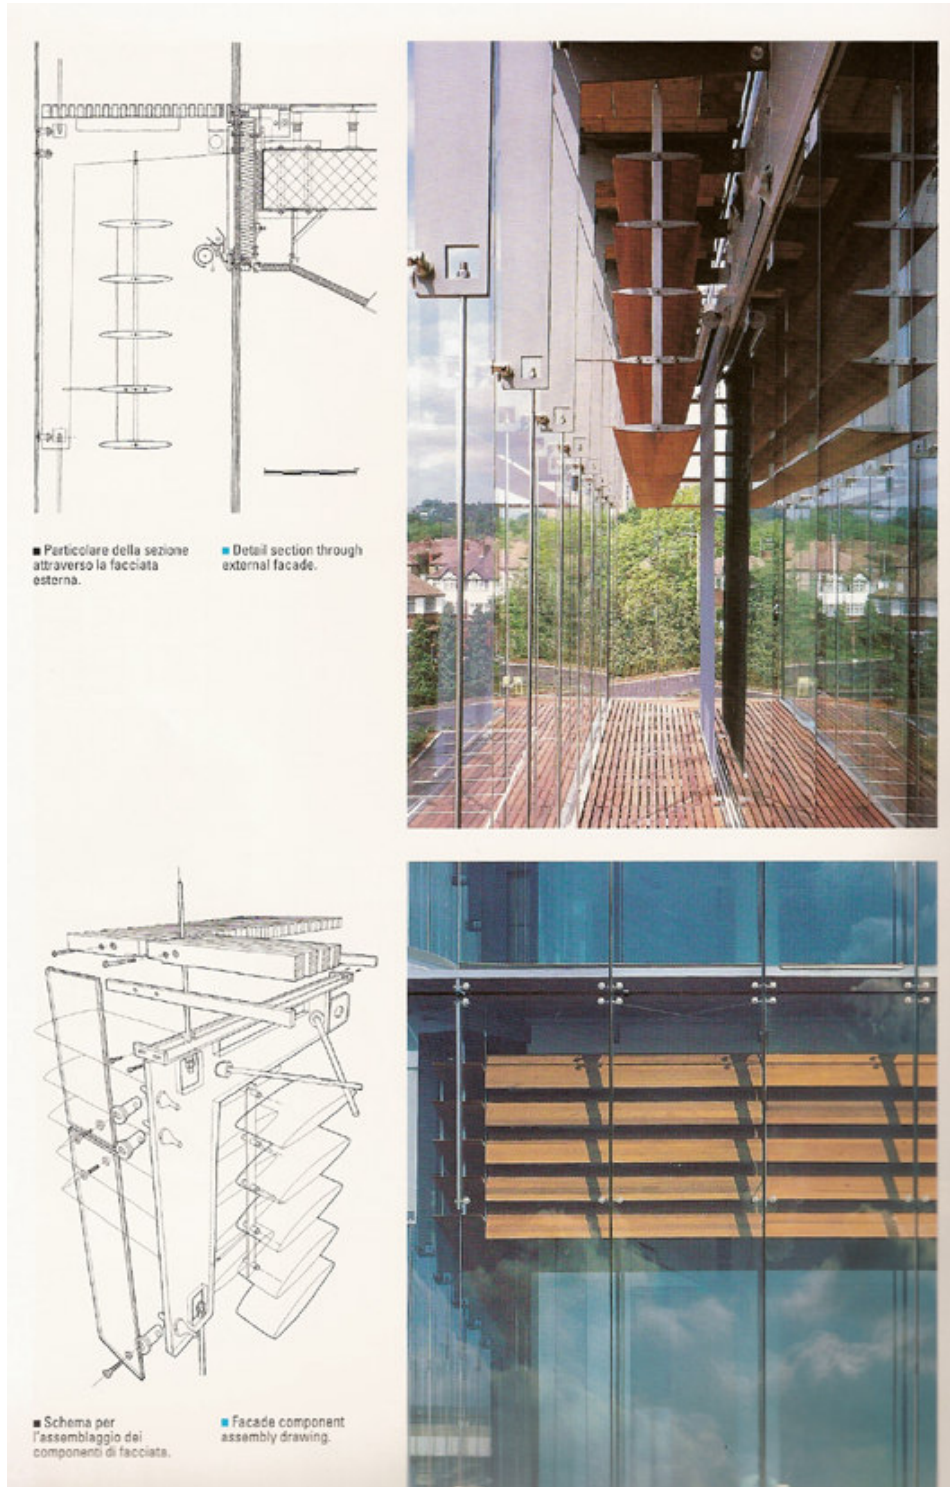 ■ Particolare della sezione
attraverso la facciata
esterna.
■ Detail section through
external facade.
■ Schema per
l'assemblaggio dei
componenti di facciata.
■ Facade component
assembly drawing.